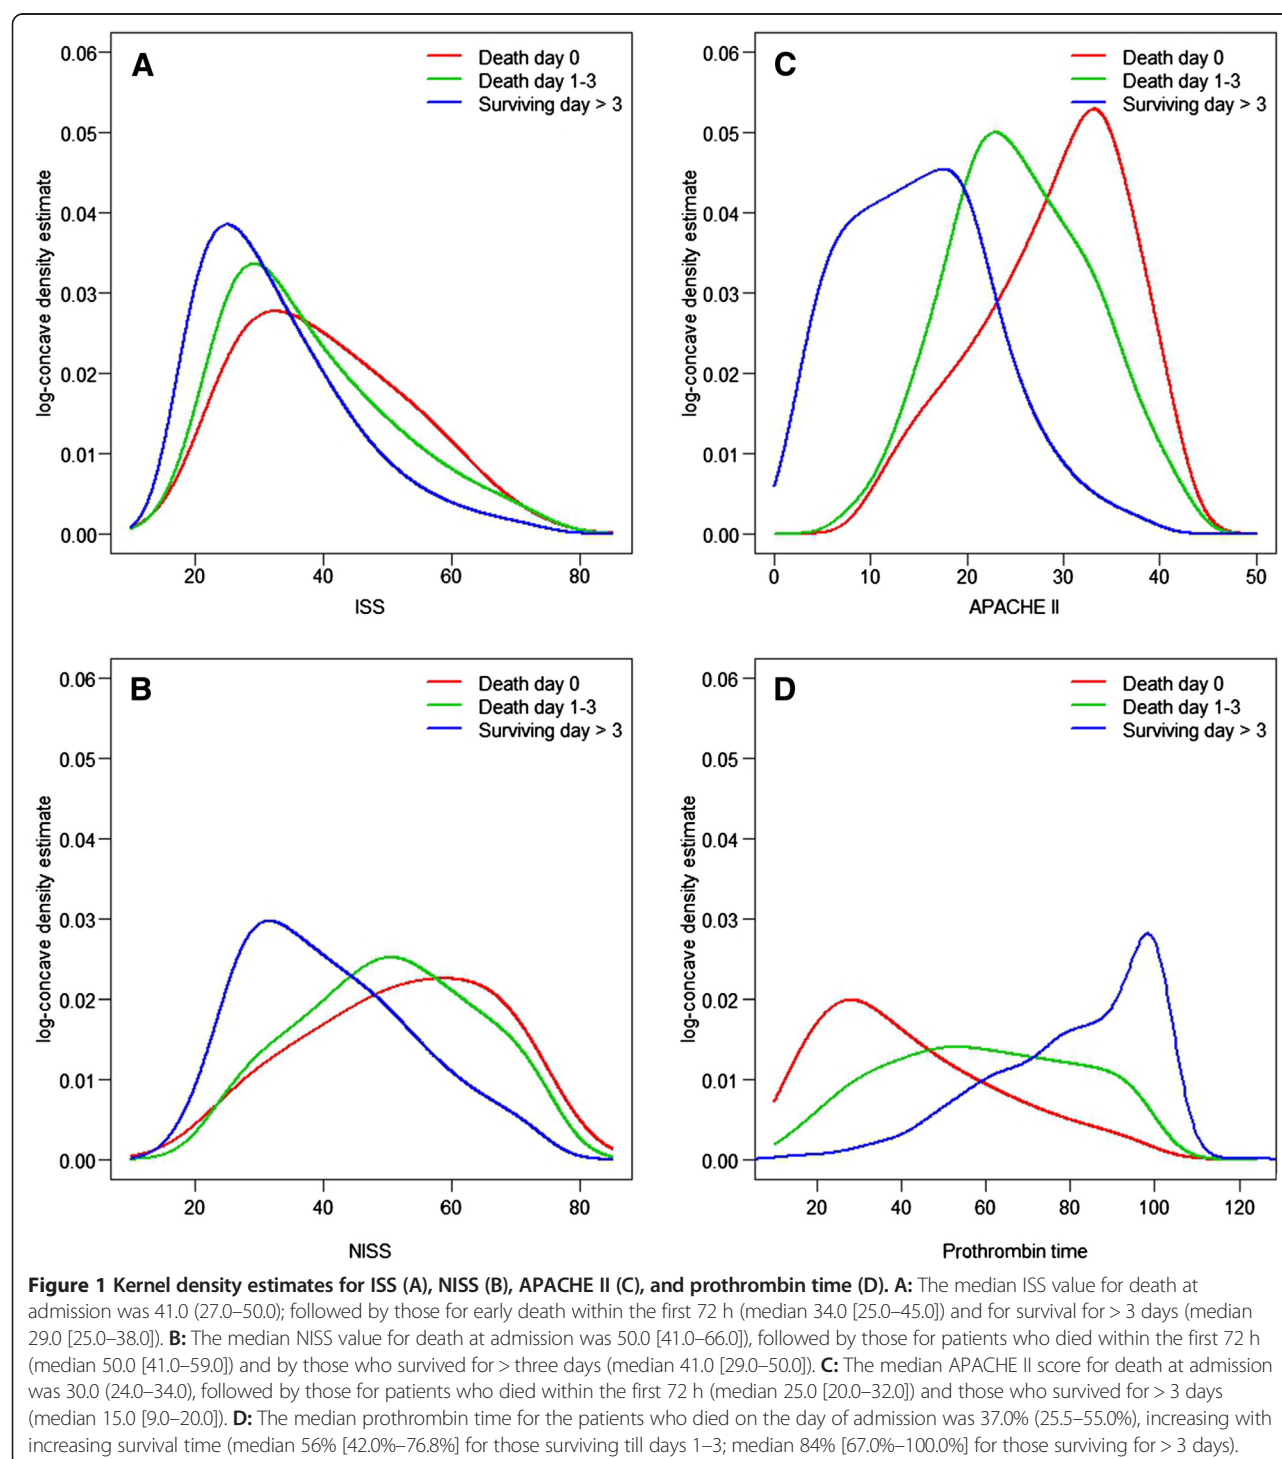 A
Death day 0
Death day 1-3
Surviving day > 3
0.06
0.05
0.04
0.03
0.02
0.01
0.00
log-concave density estimate
20 40 60 80
ISS
C
Death day 0
Death day 1-3
Surviving day > 3
0.06
0.05
0.04
0.03
0.02
0.01
0.00
log-concave density estimate
0 10 20 30 40 50
APACHE II
B
Death day 0
Death day 1-3
Surviving day > 3
0.06
0.05
0.04
0.03
0.02
0.01
0.00
log-concave density estimate
20 40 60 80
NISS
D
Death day 0
Death day 1-3
Surviving day > 3
0.06
0.05
0.04
0.03
0.02
0.01
0.00
log-concave density estimate
20 40 60 80 100 120
Prothrombin time
Figure 1 Kernel density estimates for ISS (A), NISS (B), APACHE II (C), and prothrombin time (D). A: The median ISS value for death at
admission was 41.0 (27.0–50.0); followed by those for early death within the first 72 h (median 34.0 [25.0–45.0]) and for survival for > 3 days (median
29.0 [25.0–38.0]). B: The median NISS value for death at admission was 50.0 [41.0–66.0]), followed by those for patients who died within the first 72 h
(median 50.0 [41.0–59.0]) and by those who survived for > three days (median 41.0 [29.0–50.0]). C: The median APACHE II score for death at admission
was 30.0 (24.0–34.0), followed by those for patients who died within the first 72 h (median 25.0 [20.0–32.0]) and those who survived for > 3 days
(median 15.0 [9.0–20.0]). D: The median prothrombin time for the patients who died on the day of admission was 37.0% (25.5–55.0%), increasing with
increasing survival time (median 56% [42.0%–76.8%] for those surviving till days 1–3; median 84% [67.0%–100.0%] for those surviving for > 3 days).